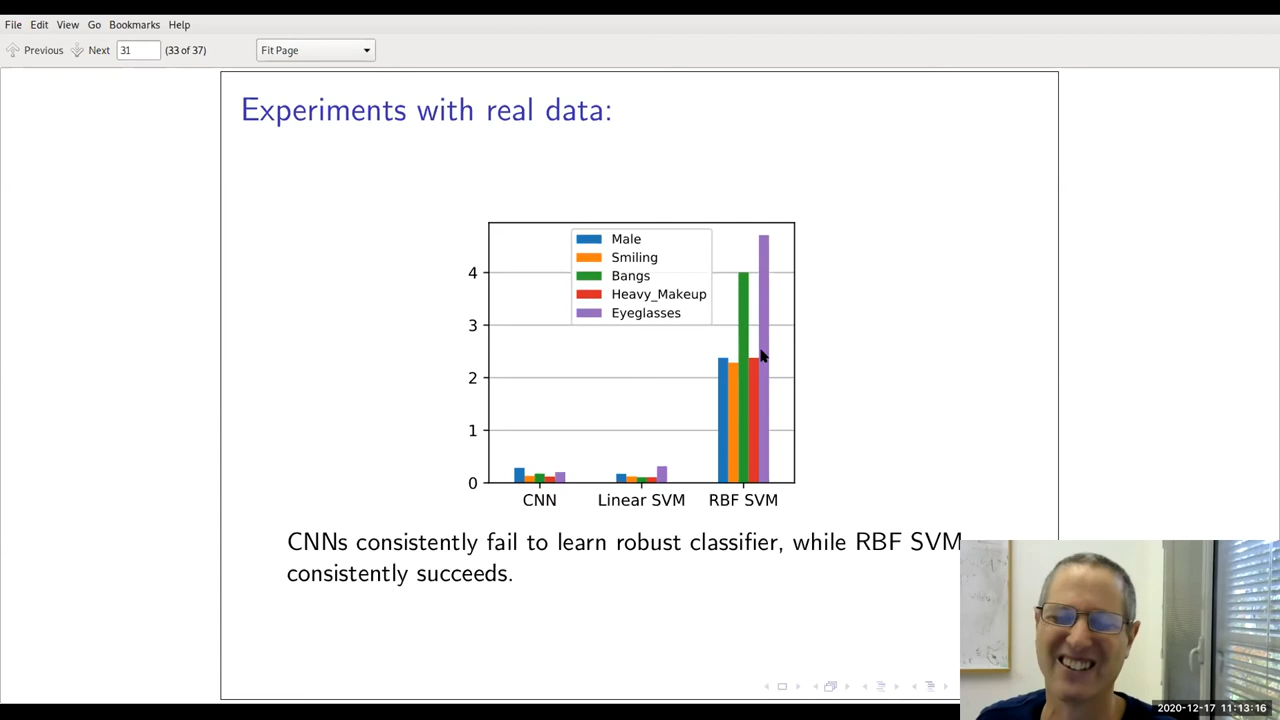 File Edit View Go Bookmarks Help
Previous Next 31 (33 of 37) Fit Page
Experiments with real data:
Male
Smiling
Bangs
Heavy_Makeup
Eyeglasses
4
3
2
1
0
CNN Linear SVM RBF SVM
CNNs consistently fail to learn robust classifier, while RBF SVM
consistently succeeds.
2020-12-17 11:13:16